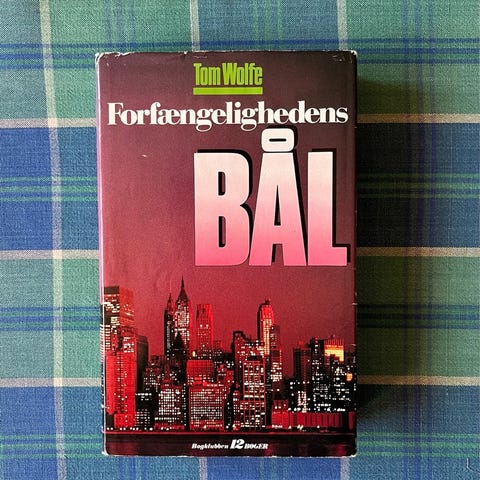 Tom Wolfe
Forfængelighedens
BÅL
Bogklubben 12 BØGER